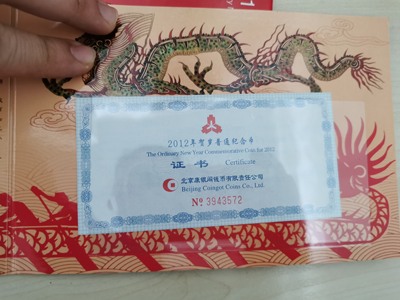 2012年贺岁普通纪念币
The Ordinary New Year Commemorative Coin for 2012
证书 Certificate
北京康银阁钱币有限责任公司
Beijing Coingot Coins Co., Ltd.
No 3943572